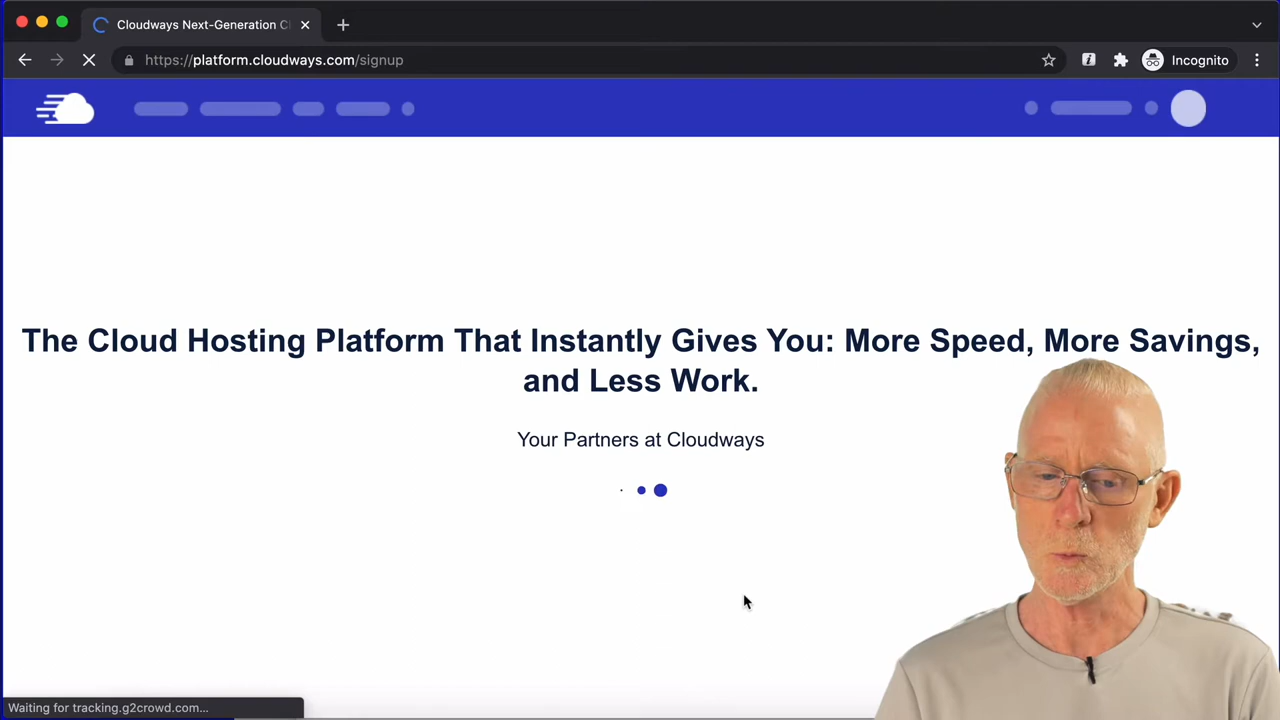 Cloudways Next-Generation C
https://platform.cloudways.com/signup
Incognito
The Cloud Hosting Platform That Instantly Gives You: More Speed, More Savings,
and Less Work.
Your Partners at Cloudways
Waiting for tracking.g2crowd.com...